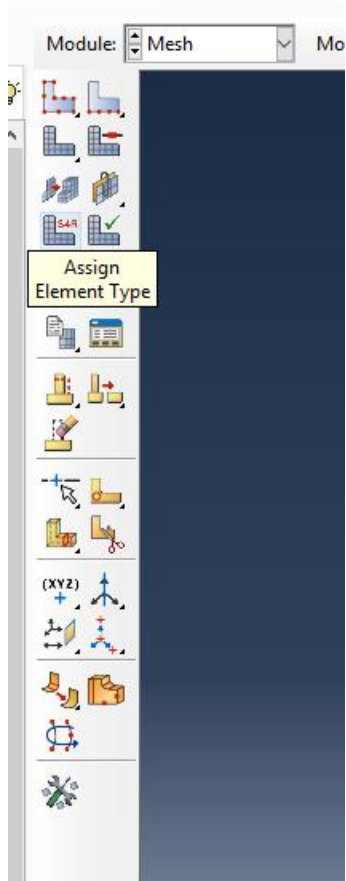 Module: Mesh Mo
S4R
Assign
Element Type
(XYZ)